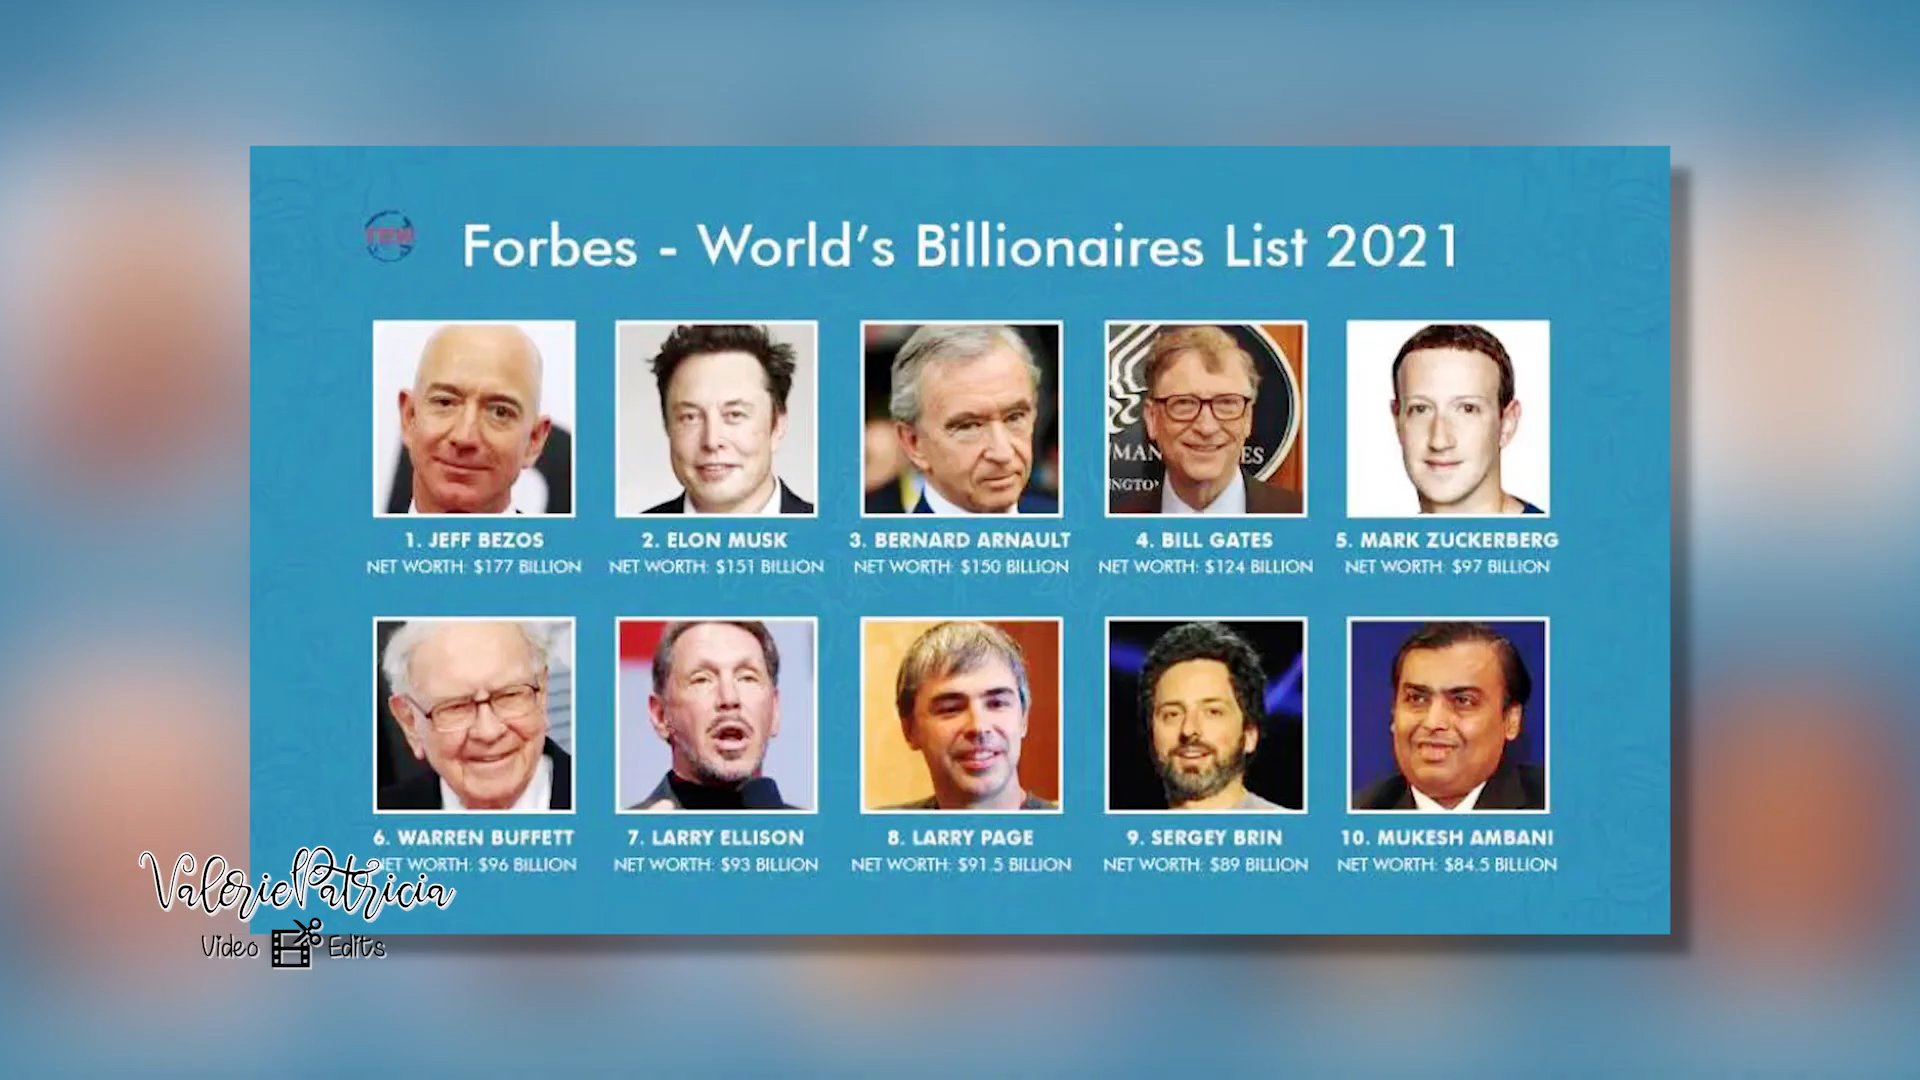 Forbes - World's Billionaires List 2021
1. JEFF BEZOS
NET WORTH: $177 BILLION
2. ELON MUSK
NET WORTH: $151 BILLION
3. BERNARD ARNAULT
NET WORTH: $150 BILLION
4. BILL GATES
NET WORTH: $124 BILLION
5. MARK ZUCKERBERG
NET WORTH: $97 BILLION
6. WARREN BUFFETT
NET WORTH: $96 BILLION
7. LARRY ELLISON
NET WORTH: $93 BILLION
8. LARRY PAGE
NET WORTH: $91.5 BILLION
9. SERGEY BRIN
NET WORTH: $89 BILLION
10. MUKESH AMBANI
NET WORTH: $84.5 BILLION
ValeriePatricia
Video Edits